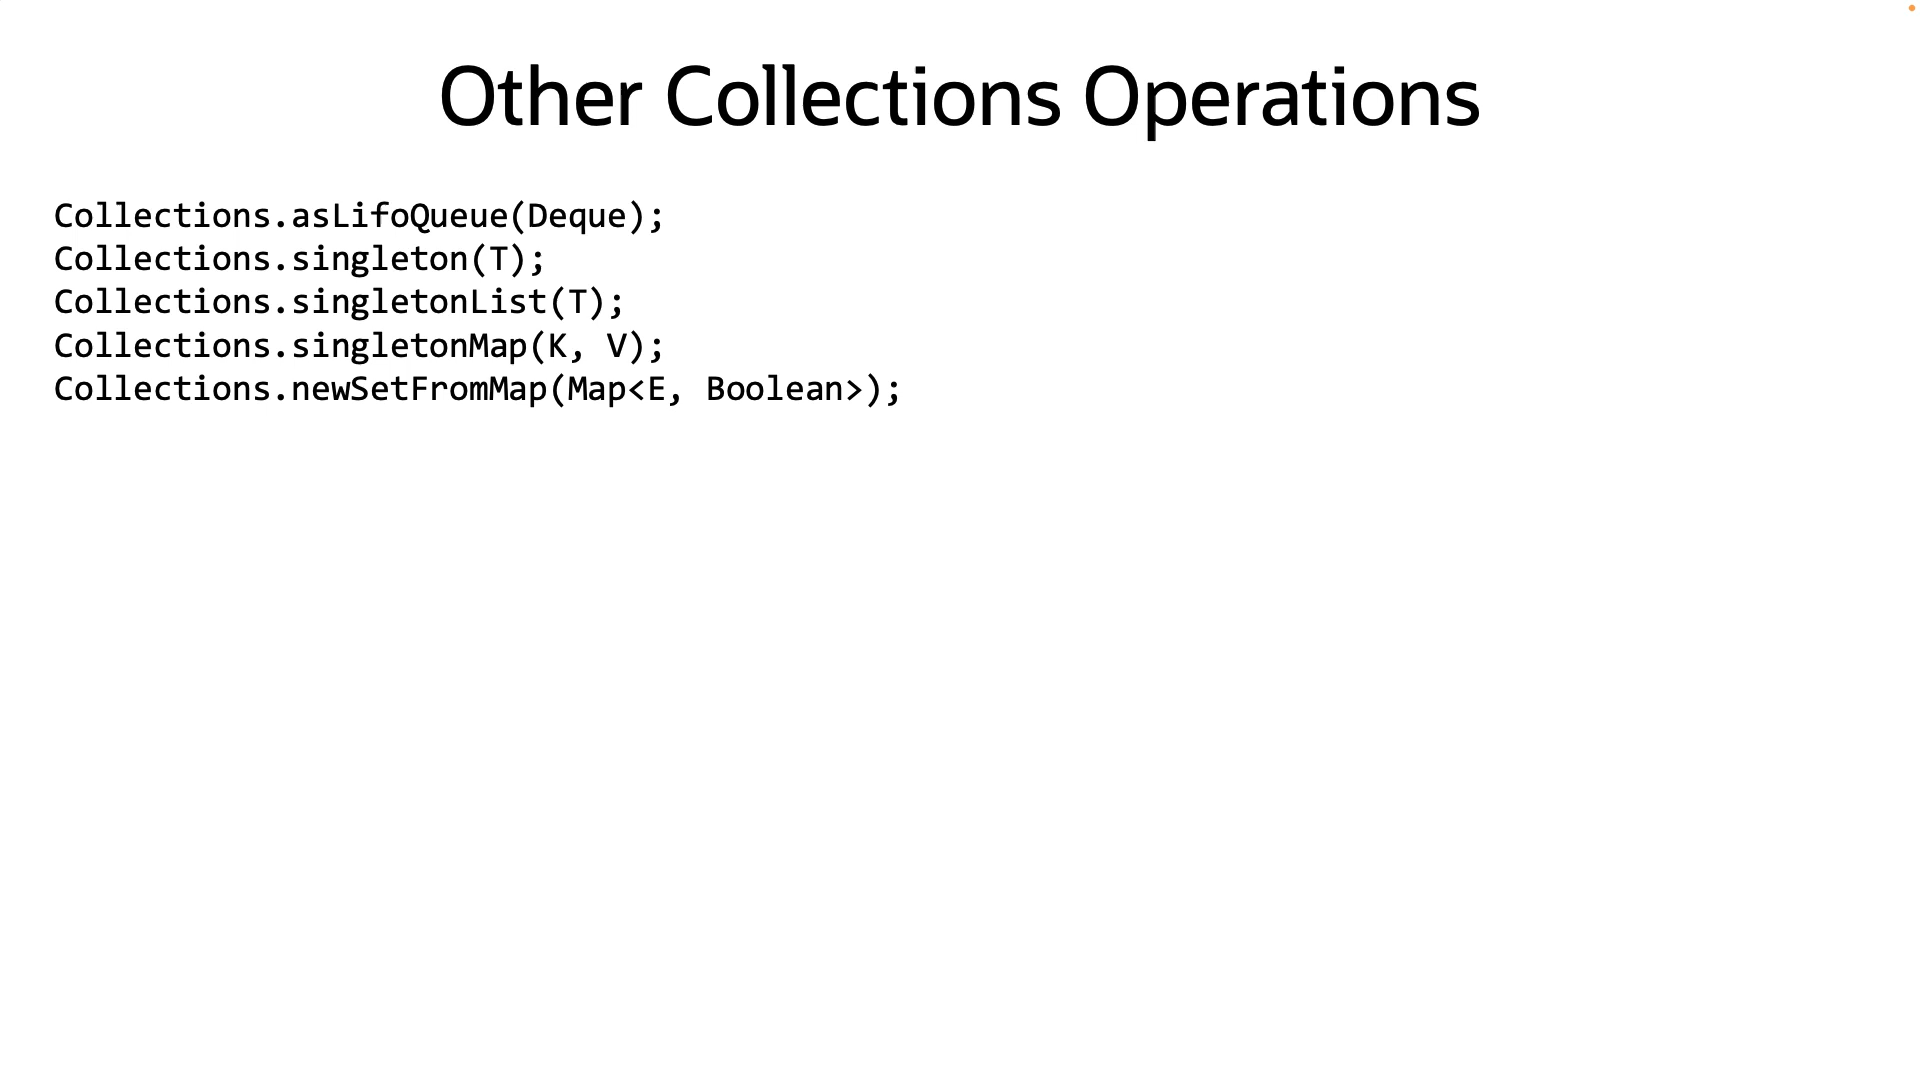 Other Collections Operations
Collections.asLifoQueue(Deque);
Collections.singleton(T);
Collections.singletonList(T);
Collections.singletonMap(K, V);
Collections.newSetFromMap(Map<E, Boolean>);